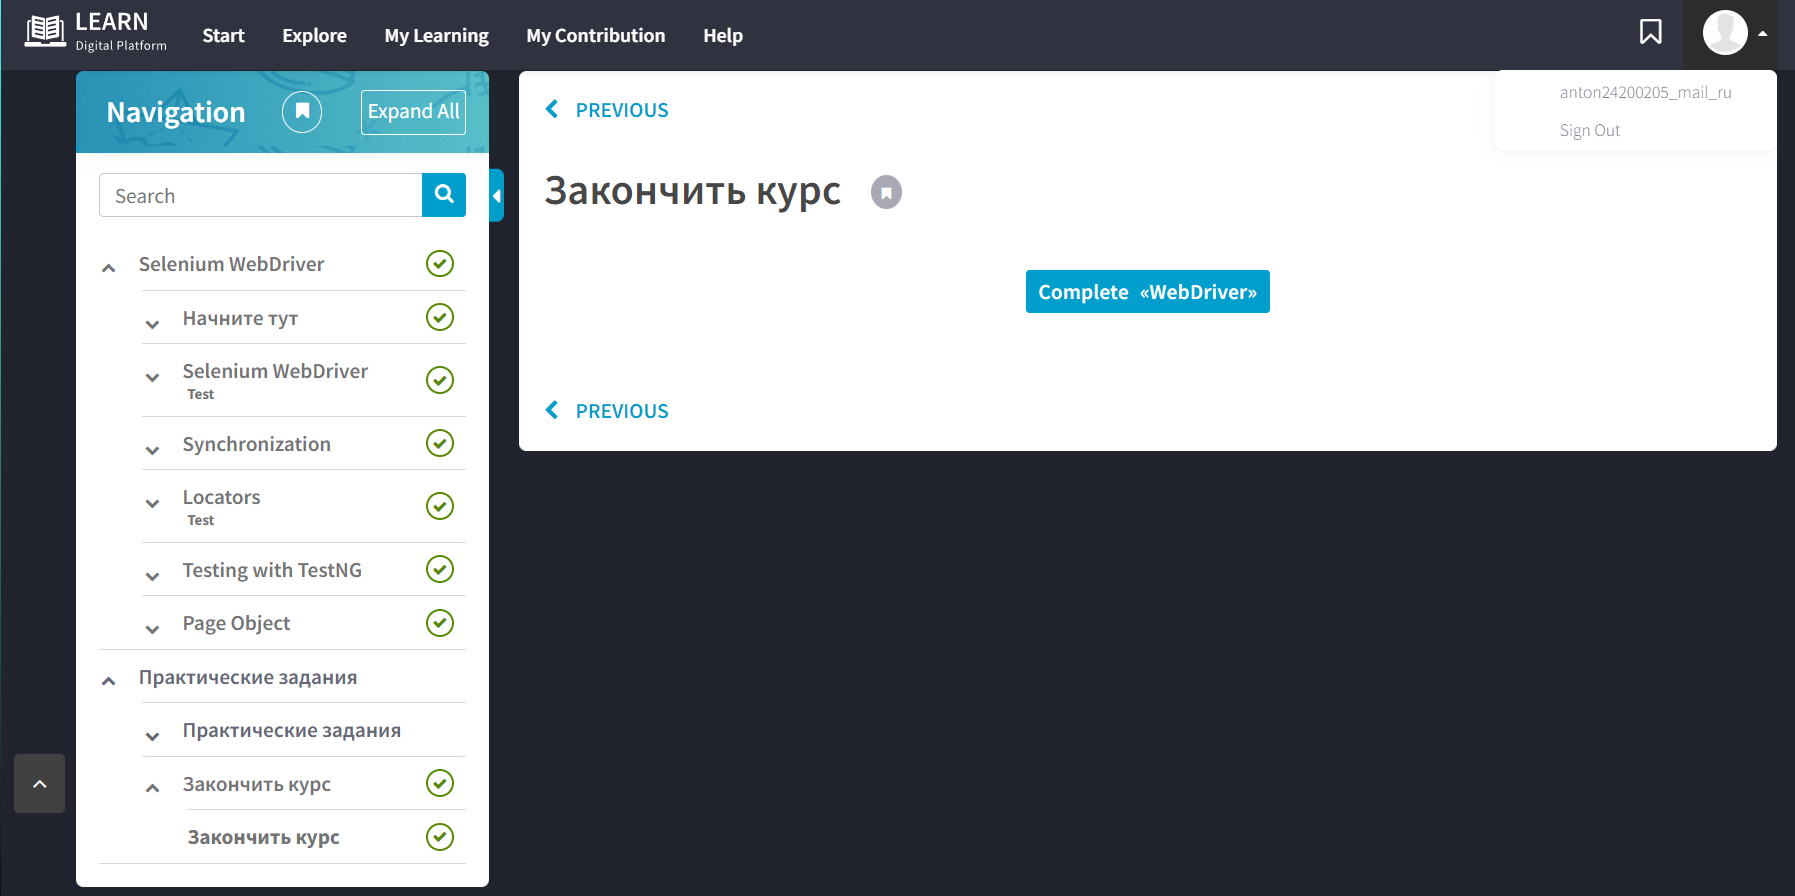 LEARN
Digital Platform
Start
Explore
My Learning
My Contribution
Help
anton24200205_mail_ru
Sign Out
Navigation
Expand All
Search
Selenium WebDriver
Начните тут
Selenium WebDriver
Test
Synchronization
Locators
Test
Testing with TestNG
Page Object
Практические задания
Практические задания
Закончить курс
Закончить курс
PREVIOUS
Закончить курс
Complete «WebDriver»
PREVIOUS